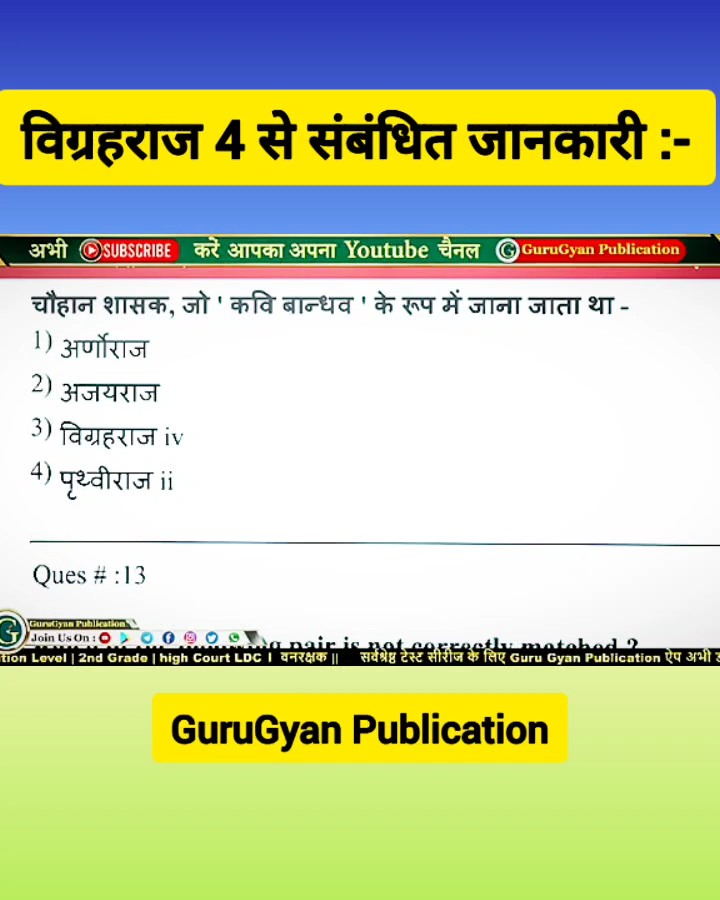 विग्रहराज 4 से संबंधित जानकारी :-
अभी SUBSCRIBE करें आपका अपना Youtube चैनल G GuruGyan Publication
चौहान शासक, जो ' कवि बान्धव ' के रूप में जाना जाता था -
1) अर्णोराज
2) अजयराज
3) विग्रहराज iv
4) पृथ्वीराज ii
Ques # :13
G GuruGyan Publication
Join Us On :
pair is not correctly matched ?
tion Level | 2nd Grade | high Court LDC । वनरक्षक || सर्वश्रेष्ठ टेस्ट सीरीज के लिए Guru Gyan Publication ऐप अभी
GuruGyan Publication